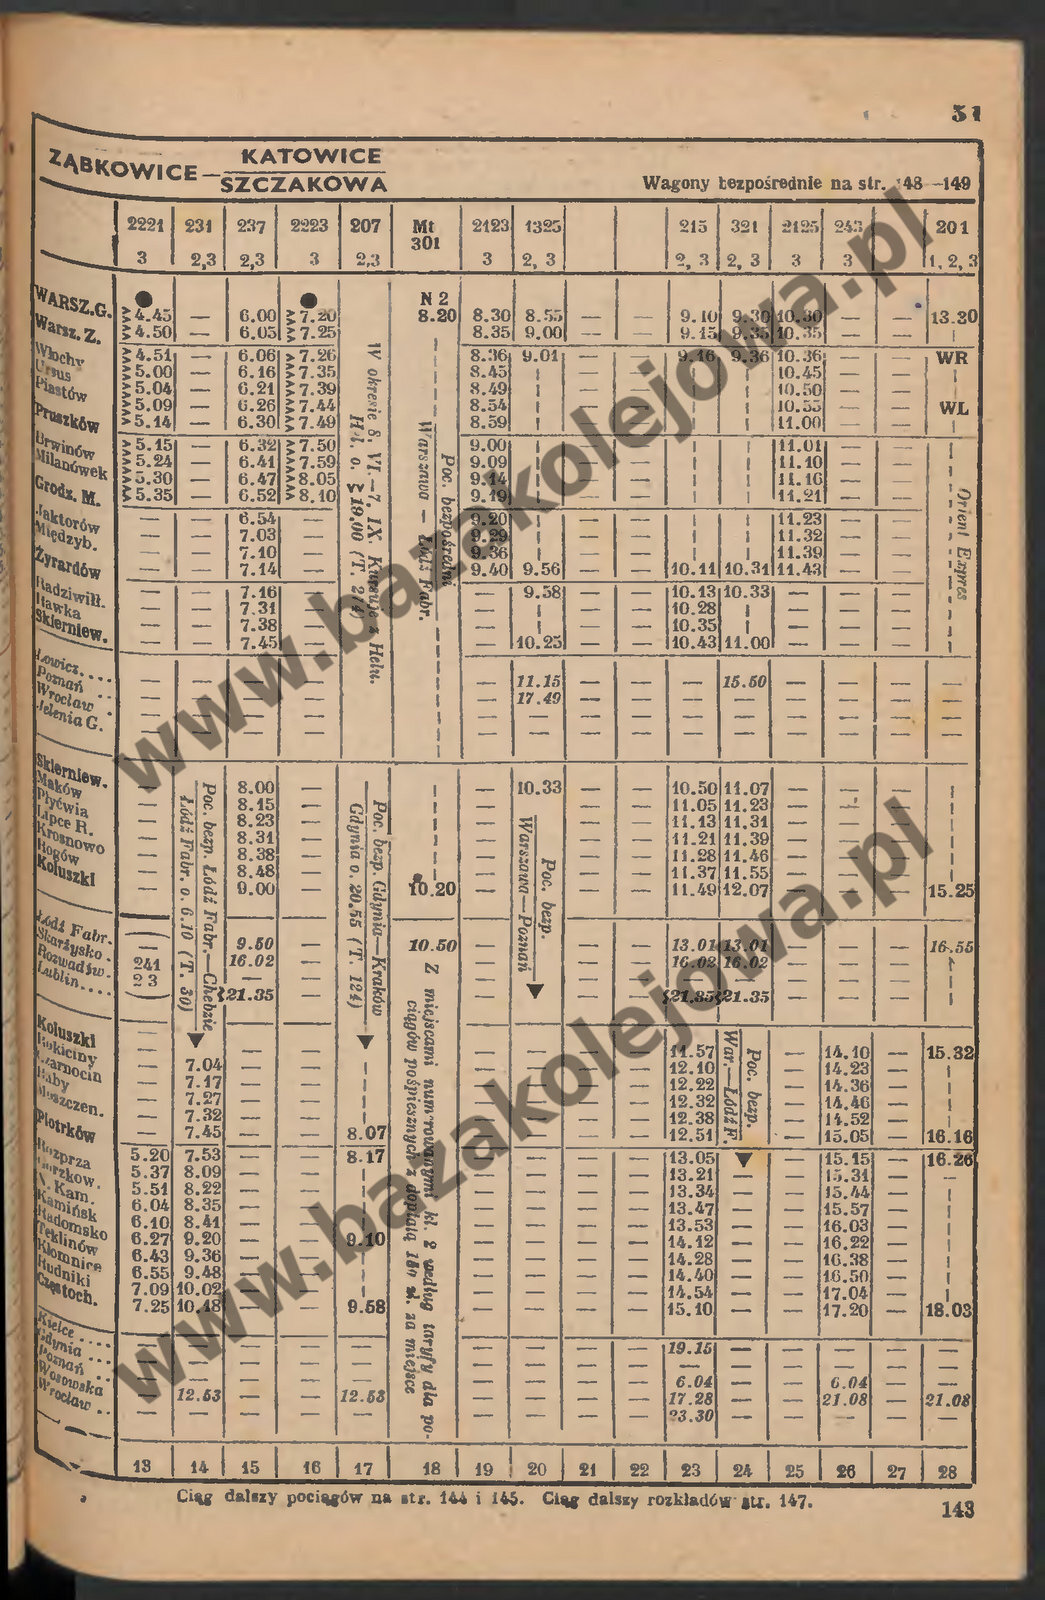 51
ZĄBKOWICE — KATOWICE
SZCZAKOWA
Wagony bezpośrednie na str. 148—149
2221 231 237 2223 207 Mt 301 2123 1325 215 321 2125 243 201
3 2,3 2,3 3 2,3 3 2, 3 2, 3 2, 3 3 3 1, 2, 3
WARSZ.G. 4.45 — 6.00 7.20 N 2 8.20 8.30 8.55 — — 9.10 9.30 10.30 — — 13.30
Warsz. Z. 4.50 — 6.05 7.25 8.35 9.00 — — 9.15 9.35 10.35 — —
Włochy 4.51 — 6.06 7.26 8.36 9.01 — — 9.16 9.36 10.36 — — WR
Ursus 5.00 — 6.16 7.35 8.45 10.45 — —
Piastów 5.04 — 6.21 7.39 8.49 10.50 — —
Pruszków 5.09 — 6.26 7.44 8.54 10.55 — — WL
5.14 — 6.30 7.49 8.59 11.00 — —
Brwinów 5.15 — 6.32 7.50 9.00 11.01 — —
Milanówek 5.24 — 6.41 7.59 9.09 11.10 — —
Grodz. M. 5.30 — 6.47 8.05 9.14 11.16 — —
5.35 — 6.52 8.10 9.19 11.21 — —
Jaktorów — — 6.54 — 9.20 11.23 — —
Międzyb. — — 7.03 — 9.29 11.32 — —
Żyrardów — — 7.10 — 9.36 11.39 — —
— — 7.14 — 9.40 9.56 — — 10.11 10.31 11.43 — —
Radziwiłł. — — 7.16 — — 9.58 — — 10.13 10.33 — — —
Hawka — — 7.31 — — 10.28 — — —
Skierniew. — — 7.38 — — 10.35 — — —
— — 7.45 — — 10.25 — — 10.43 11.00 — — —
W okresie 8. VI.—7. IX. Kursuje z Helu.
Hel. o. 19.00 (T. 214)
Poc. bezpośredni
Warszawa — Łódź Fabr.
Orient Expres
Łowicz....
Poznań .. — — — — — 11.15 — — — 15.50 — — — —
Wrocław . — — — — — 17.49 — — — — — — — —
Jelenia G. — — — — — — — — — — — — — —
Skierniew. — 8.00 — — 10.33 — — 10.50 11.07 — — —
Maków — 8.15 — — — — 11.05 11.23 — — —
Płyćwia — 8.23 — — — — 11.13 11.31 — — —
Lipce R. — 8.31 — — — — 11.21 11.39 — — —
Krosnowo — 8.38 — — — — 11.28 11.46 — — —
Rogów — 8.48 — — — — 11.37 11.55 — — —
Koluszki — 9.00 — 10.20 — — — 11.49 12.07 — — — 15.25
Poc. bezp. Łódź Fabr.—Chebzie
Łódź Fabr. o. 6.10 (T. 30)
Poc. bezp. Gdynia—Kraków
Gdynia o. 20.55 (T. 124)
Poc. bezp.
Warszawa—Poznań
Łódź Fabr. — 9.50 — 10.50 — — — 13.01 13.01 — — — 16.55
Skarżysko . 241 16.02 — — — — 16.02 16.02 — — —
Rozwadów. 23 — — — — — — — — — —
Lublin.... 21.35 — — — — 21.35 21.35 — — —
Z miejscami numerowanymi kl. 2 według taryfy dla pociągów pośpiesznych z dopłatą 180 zł. za miejsce
Poc. bezp.
War.—Łódź F.
Koluszki — — — — — — 11.57 — 14.10 — 15.32
Rokiciny — 7.04 — — — — — 12.10 — 14.23 —
Czarnocin — 7.17 — — — — — 12.22 — 14.36 —
Baby — 7.27 — — — — — 12.32 — 14.46 —
Moszczen. — 7.32 — — — — — 12.38 — 14.52 —
Piotrków — 7.45 — — 8.07 — — — 12.51 — 15.05 — 16.16
5.20 7.53 — — 8.17 — — — — 13.05 — 15.15 — 16.26
Rozprza 5.37 8.09 — — — — — — 13.21 — — 15.31 — —
Gorzkow. 5.51 8.22 — — — — — — 13.34 — — 15.44 —
N. Kam. 6.04 8.35 — — — — — — 13.47 — — 15.57 —
Kamińsk 6.10 8.41 — — — — — — 13.53 — — 16.03 —
Radomsko 6.27 9.20 — — 9.10 — — — — 14.12 — — 16.22 —
Teklinów 6.43 9.36 — — — — — — 14.28 — — 16.38 —
Kłomnice 6.55 9.48 — — — — — — 14.40 — — 16.50 —
Rudniki 7.09 10.02 — — — — — — 14.54 — — 17.04 —
Częstoch. 7.25 10.18 — — 9.58 — — — — 15.10 — — 17.20 — 18.03
Kielce .... — — — — — — — — — 19.15 — — — — —
Gdynia ... — — — — — — — — — — — — — — —
Poznań .. — — — — — — — — — 6.04 — — 6.04 — —
Wosowska — 12.53 — — 12.53 — — — — 17.28 — — 21.08 — 21.08
Wrocław .. — — — — — — — — — 23.30 — — — — —
13 14 15 16 17 18 19 20 21 22 23 24 25 26 27 28
Ciąg dalszy pociągów na str. 144 i 145. Ciąg dalszy rozkładów str. 147.
143
www.bazakolejowa.pl
www.bazakolejowa.pl